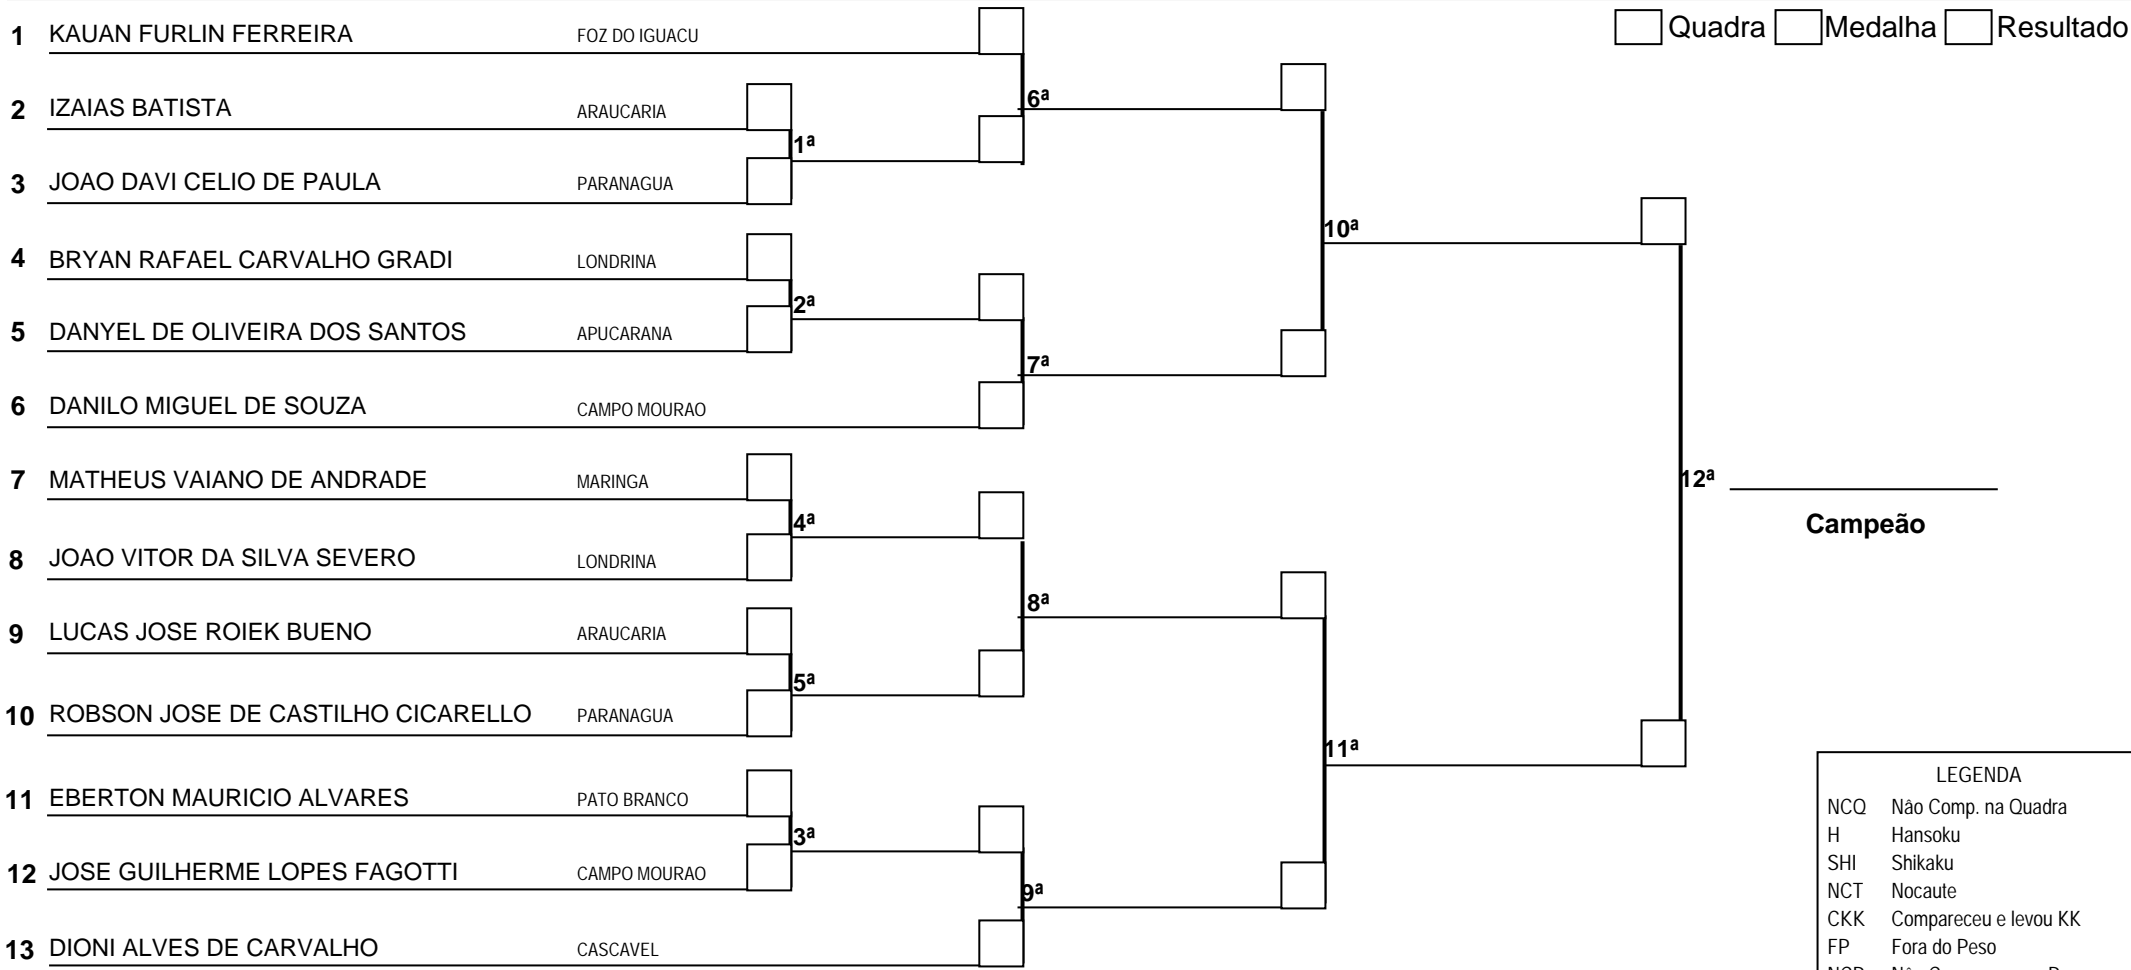 Quadra Medalha Resultado
1 KAUAN FURLIN FERREIRA FOZ DO IGUACU
6ª
2 IZAIAS BATISTA ARAUCARIA
1ª
3 JOAO DAVI CELIO DE PAULA PARANAGUA
10ª
4 BRYAN RAFAEL CARVALHO GRADI LONDRINA
2ª
5 DANYEL DE OLIVEIRA DOS SANTOS APUCARANA
7ª
6 DANILO MIGUEL DE SOUZA CAMPO MOURAO
7 MATHEUS VAIANO DE ANDRADE MARINGA
12ª
4ª
Campeão
8 JOAO VITOR DA SILVA SEVERO LONDRINA
8ª
9 LUCAS JOSE ROIEK BUENO ARAUCARIA
5ª
10 ROBSON JOSE DE CASTILHO CICARELLO PARANAGUA
11ª
11 EBERTON MAURICIO ALVARES PATO BRANCO
3ª
12 JOSE GUILHERME LOPES FAGOTTI CAMPO MOURAO
9ª
13 DIONI ALVES DE CARVALHO CASCAVEL
LEGENDA
NCQ Não Comp. na Quadra
H Hansoku
SHI Shikaku
NCT Nocaute
CKK Compareceu e levou KK
FP Fora do Peso